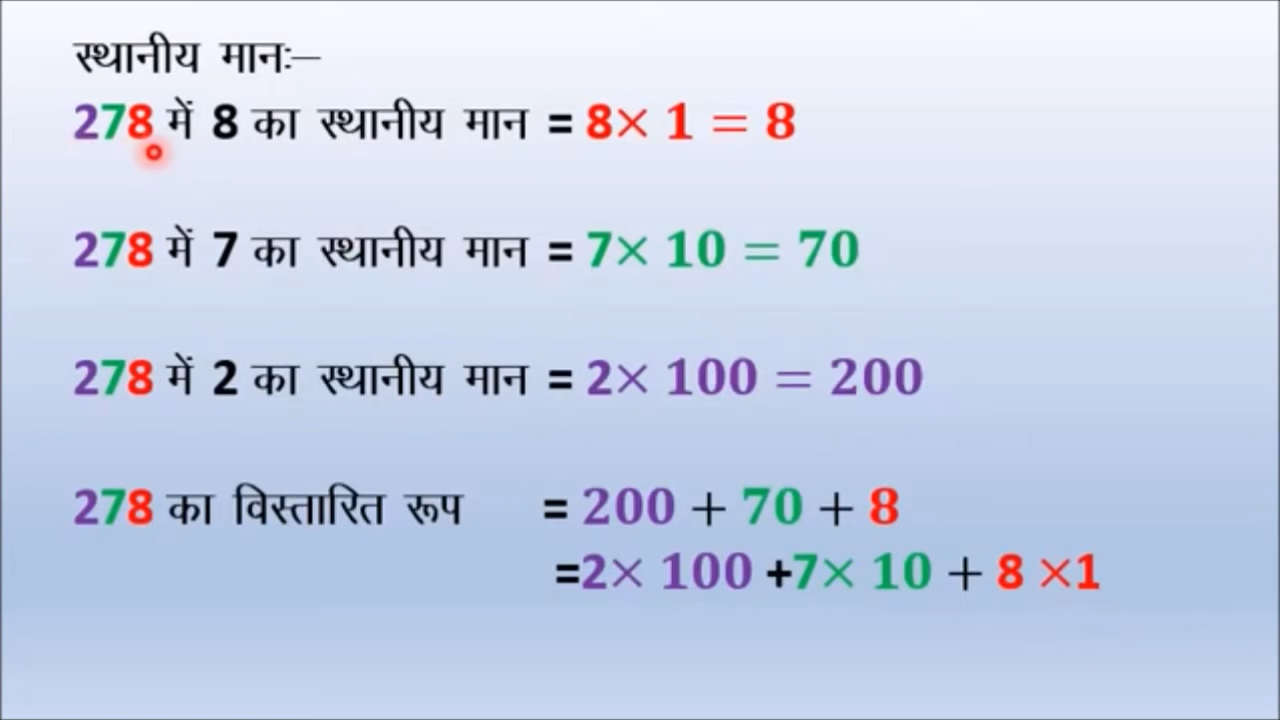 स्थानीय मानः–
278 में 8 का स्थानीय मान = 8× 1 = 8
278 में 7 का स्थानीय मान = 7× 10 = 70
278 में 2 का स्थानीय मान = 2× 100 = 200
278 का विस्तारित रूप = 200 + 70 + 8
=2× 100 +7× 10 + 8 ×1